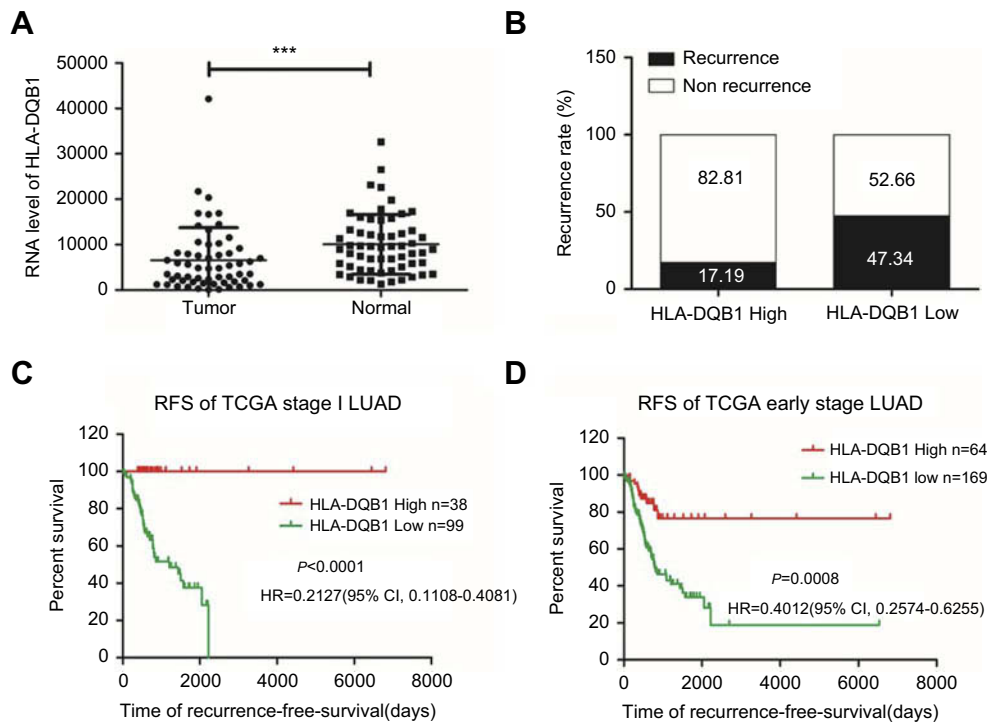 A
***
RNA level of HLA-DQB1
50000
40000
30000
20000
10000
0
Tumor
Normal
B
Recurrence
Non recurrence
Recurrence rate (%)
150
100
50
0
82.81
17.19
52.66
47.34
HLA-DQB1 High
HLA-DQB1 Low
C
RFS of TCGA stage I LUAD
Percent survival
120
100
80
60
40
20
0
HLA-DQB1 High n=38
HLA-DQB1 Low n=99
P<0.0001
HR=0.2127(95% CI, 0.1108-0.4081)
0
2000
4000
6000
8000
Time of recurrence-free-survival(days)
D
RFS of TCGA early stage LUAD
Percent survival
120
100
80
60
40
20
0
HLA-DQB1 High n=64
HLA-DQB1 low n=169
P=0.0008
HR=0.4012(95% CI, 0.2574-0.6255)
0
2000
4000
6000
8000
Time of recurrence-free-survival(days)